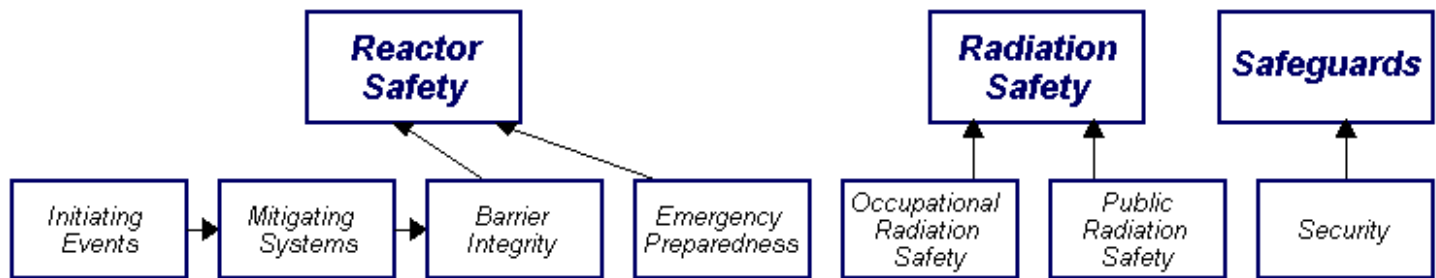 Reactor
Safety
Radiation
Safety
Safeguards
Initiating
Events
Mitigating
Systems
Barrier
Integrity
Emergency
Preparedness
Occupational
Radiation
Safety
Public
Radiation
Safety
Security